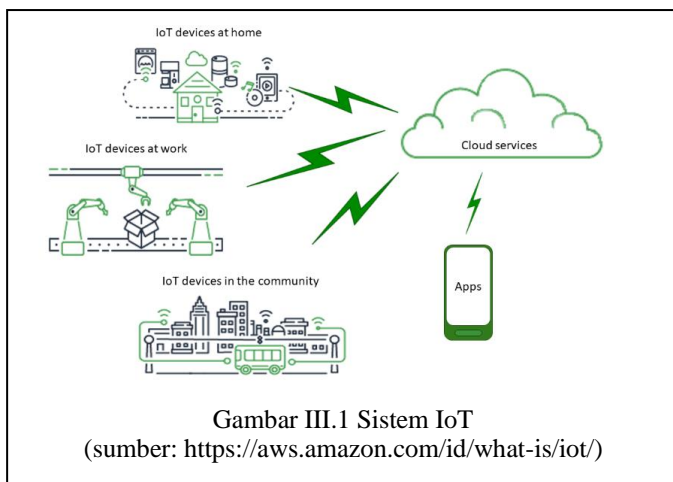 IoT devices at home
IoT devices at work
Cloud services
IoT devices in the community
Apps
Gambar III.1 Sistem IoT
(sumber: https://aws.amazon.com/id/what-is/iot/)